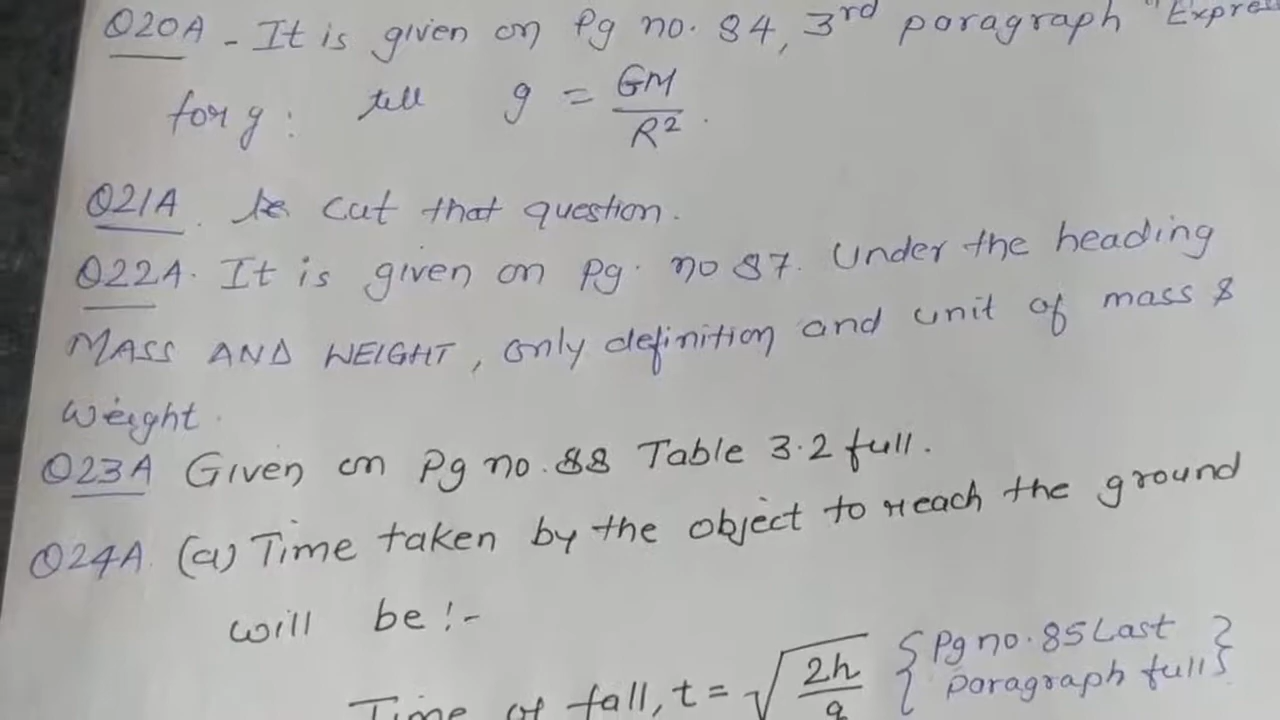 Q20A - It is given on Pg no. 84, 3rd paragraph "Expres
for g : till g = GM/R².
Q21A. cut that question.
Q22A. It is given on Pg. no 87. Under the heading
MASS AND WEIGHT, only definition and unit of mass &
weight.
Q23A Given on Pg no. 88 Table 3.2 full.
Q24A. (a) Time taken by the object to reach the ground
will be :-
Time of fall, t = √(2h/g) {Pg no. 85 Last
paragraph full}